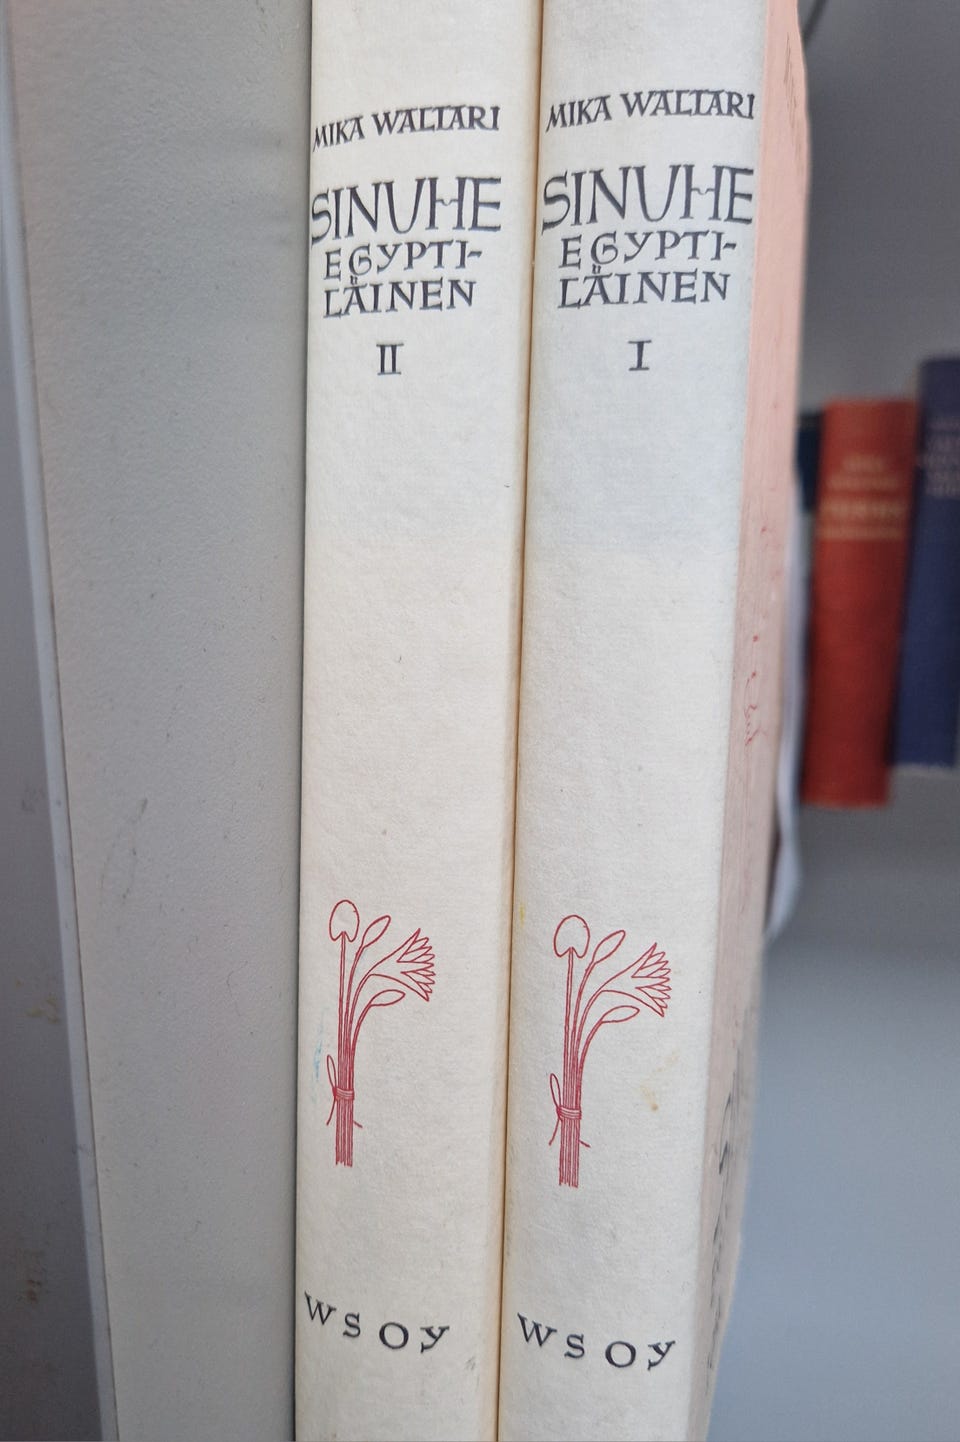 MIKA WALTARI
SINUHE
EGYPTI-
LÄINEN
II
WSOY
MIKA WALTARI
SINUHE
EGYPTI-
LÄINEN
I
WSOY